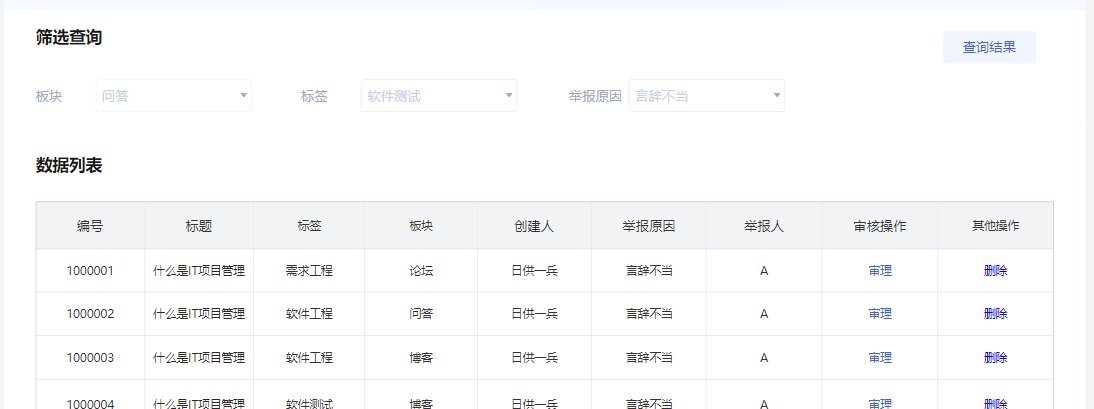 筛选查询
查询结果
板块 问答 标签 软件测试 举报原因 言辞不当
数据列表
编号 标题 标签 板块 创建人 举报原因 举报人 审核操作 其他操作
1000001 什么是IT项目管理 需求工程 论坛 日供一兵 言辞不当 A 审理 删除
1000002 什么是IT项目管理 软件工程 问答 日供一兵 言辞不当 A 审理 删除
1000003 什么是IT项目管理 软件工程 博客 日供一兵 言辞不当 A 审理 删除
1000004 什么是IT项目管理 软件测试 博客 日供一兵 言辞不当 A 审理 删除